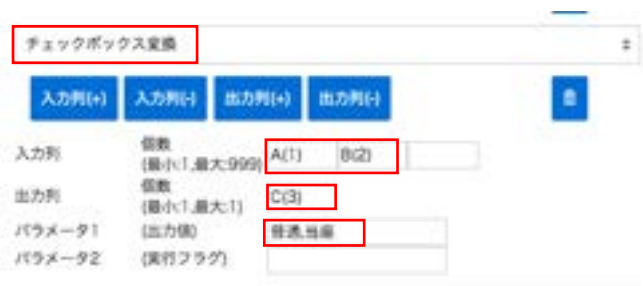 チェックボックス変換
入力列(+) 入力列(-) 出力列(+) 出力列(-)
入力列 個数 (最小:1,最大:999) A(1) B(2)
出力列 個数 (最小:1,最大:1) C(3)
パラメータ1 (出力値) 普通,当座
パラメータ2 (実行フラグ)